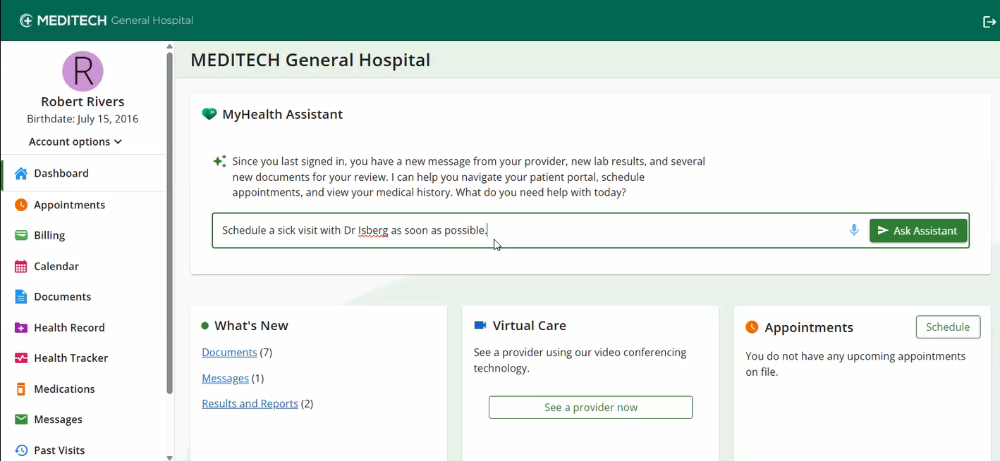 MEDITECH General Hospital
R
Robert Rivers
Birthdate: July 15, 2016
Account options
Dashboard
Appointments
Billing
Calendar
Documents
Health Record
Health Tracker
Medications
Messages
Past Visits
MEDITECH General Hospital
MyHealth Assistant
Since you last signed in, you have a new message from your provider, new lab results, and several
new documents for your review. I can help you navigate your patient portal, schedule
appointments, and view your medical history. What do you need help with today?
Schedule a sick visit with Dr Isberg as soon as possible.
Ask Assistant
What's New
Documents (7)
Messages (1)
Results and Reports (2)
Virtual Care
See a provider using our video conferencing
technology.
See a provider now
Appointments
Schedule
You do not have any upcoming appointments
on file.